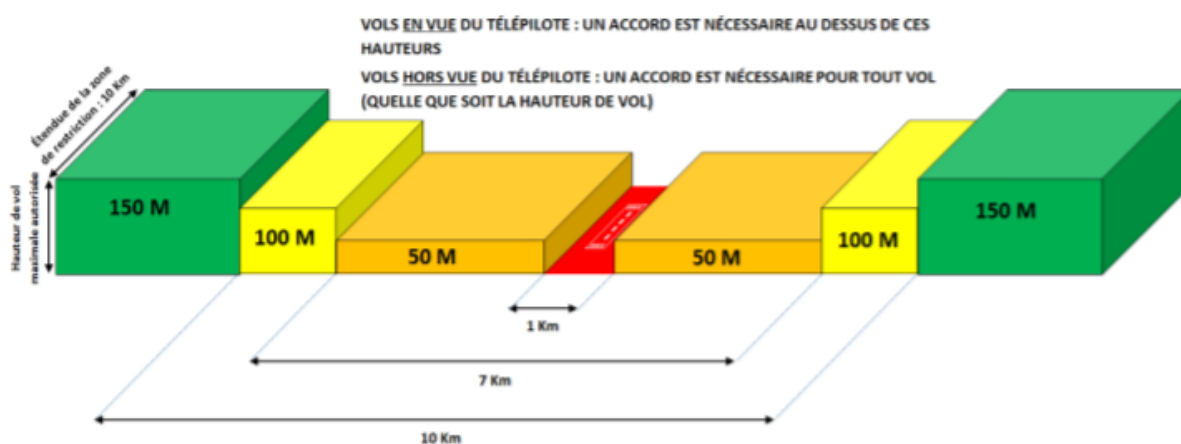 VOLS EN VUE DU TÉLÉPILOTE : UN ACCORD EST NÉCESSAIRE AU DESSUS DE CES
HAUTEURS
VOLS HORS VUE DU TÉLÉPILOTE : UN ACCORD EST NÉCESSAIRE POUR TOUT VOL
(QUELLE QUE SOIT LA HAUTEUR DE VOL)
Étendue de la zone
de restriction : 10 Km
Hauteur de vol
maximale autorisée
150 M
100 M
50 M
50 M
100 M
150 M
1 Km
7 Km
10 Km